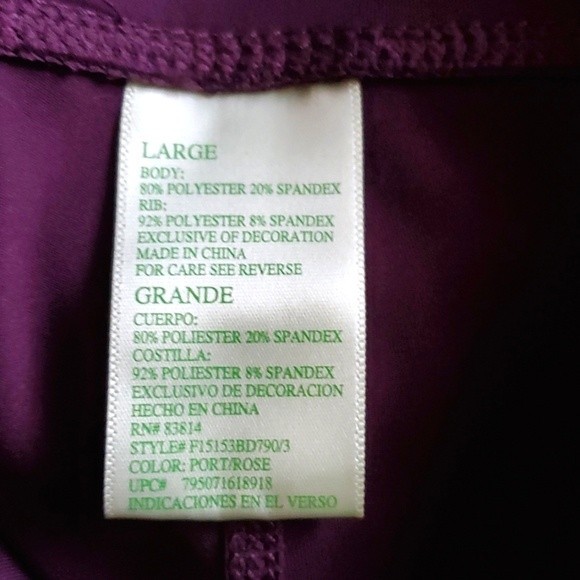 LARGE
BODY:
80% POLYESTER 20% SPANDEX
RIB:
92% POLYESTER 8% SPANDEX
EXCLUSIVE OF DECORATION
MADE IN CHINA
FOR CARE SEE REVERSE
GRANDE
CUERPO:
80% POLIESTER 20% SPANDEX
COSTILLA:
92% POLIESTER 8% SPANDEX
EXCLUSIVO DE DECORACION
HECHO EN CHINA
RN# 83814
STYLE# F15153BD790/3
COLOR: PORT/ROSE
UPC# 795071618918
INDICACIONES EN EL VERSO